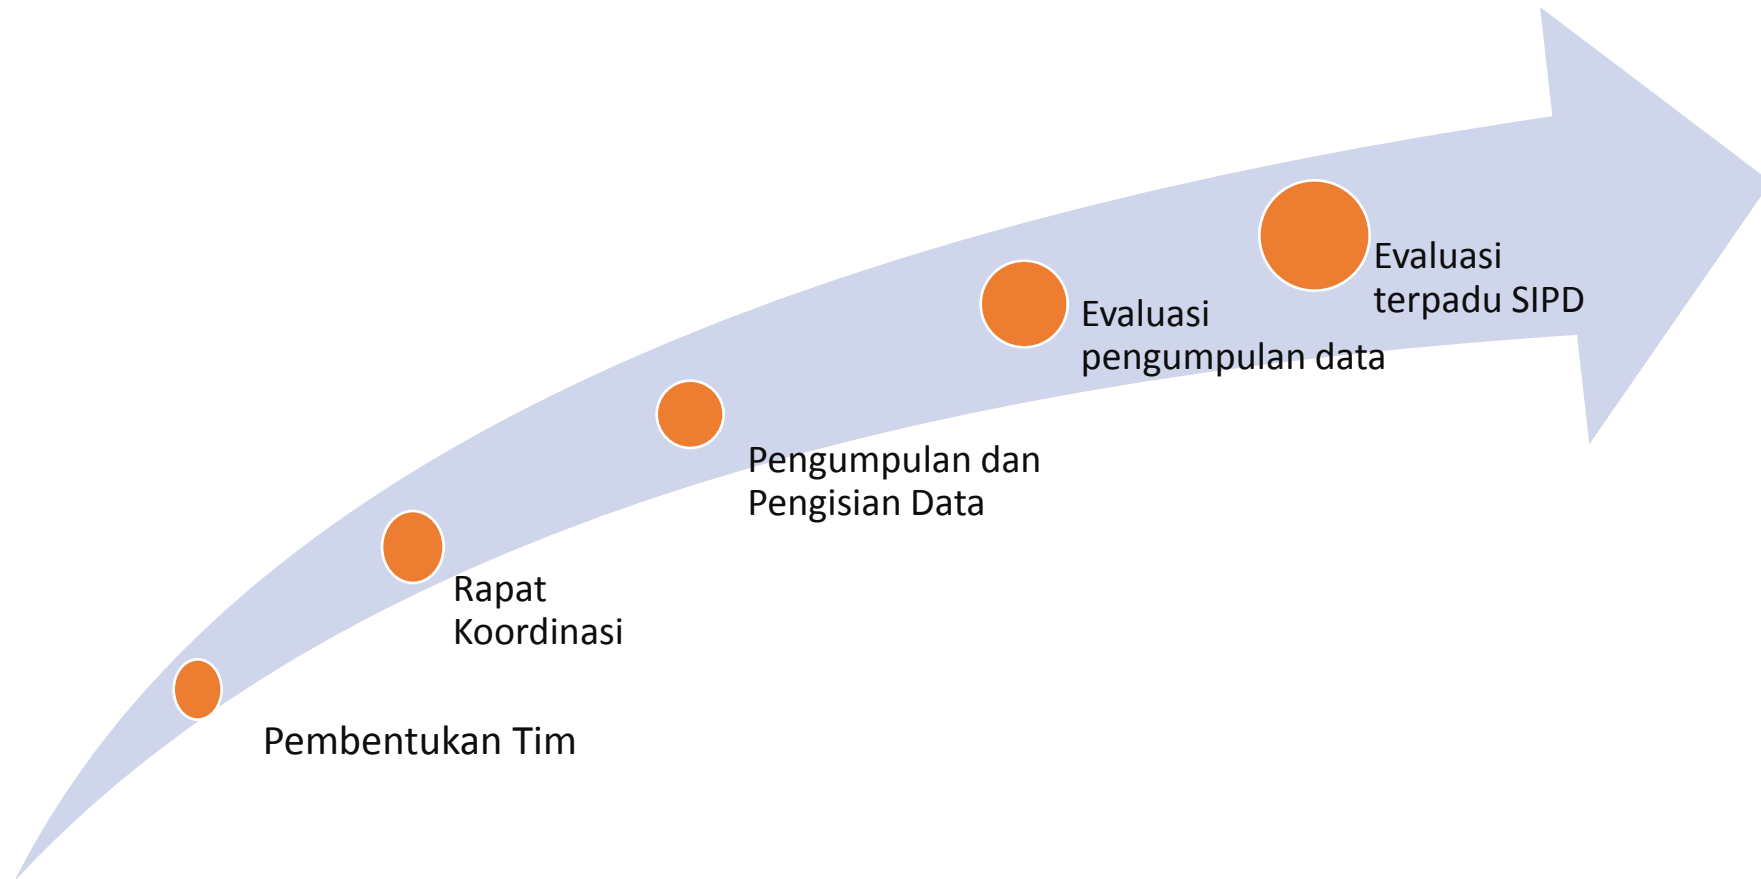 Pembentukan Tim
Rapat
Koordinasi
Pengumpulan dan
Pengisian Data
Evaluasi
pengumpulan data
Evaluasi
terpadu SIPD